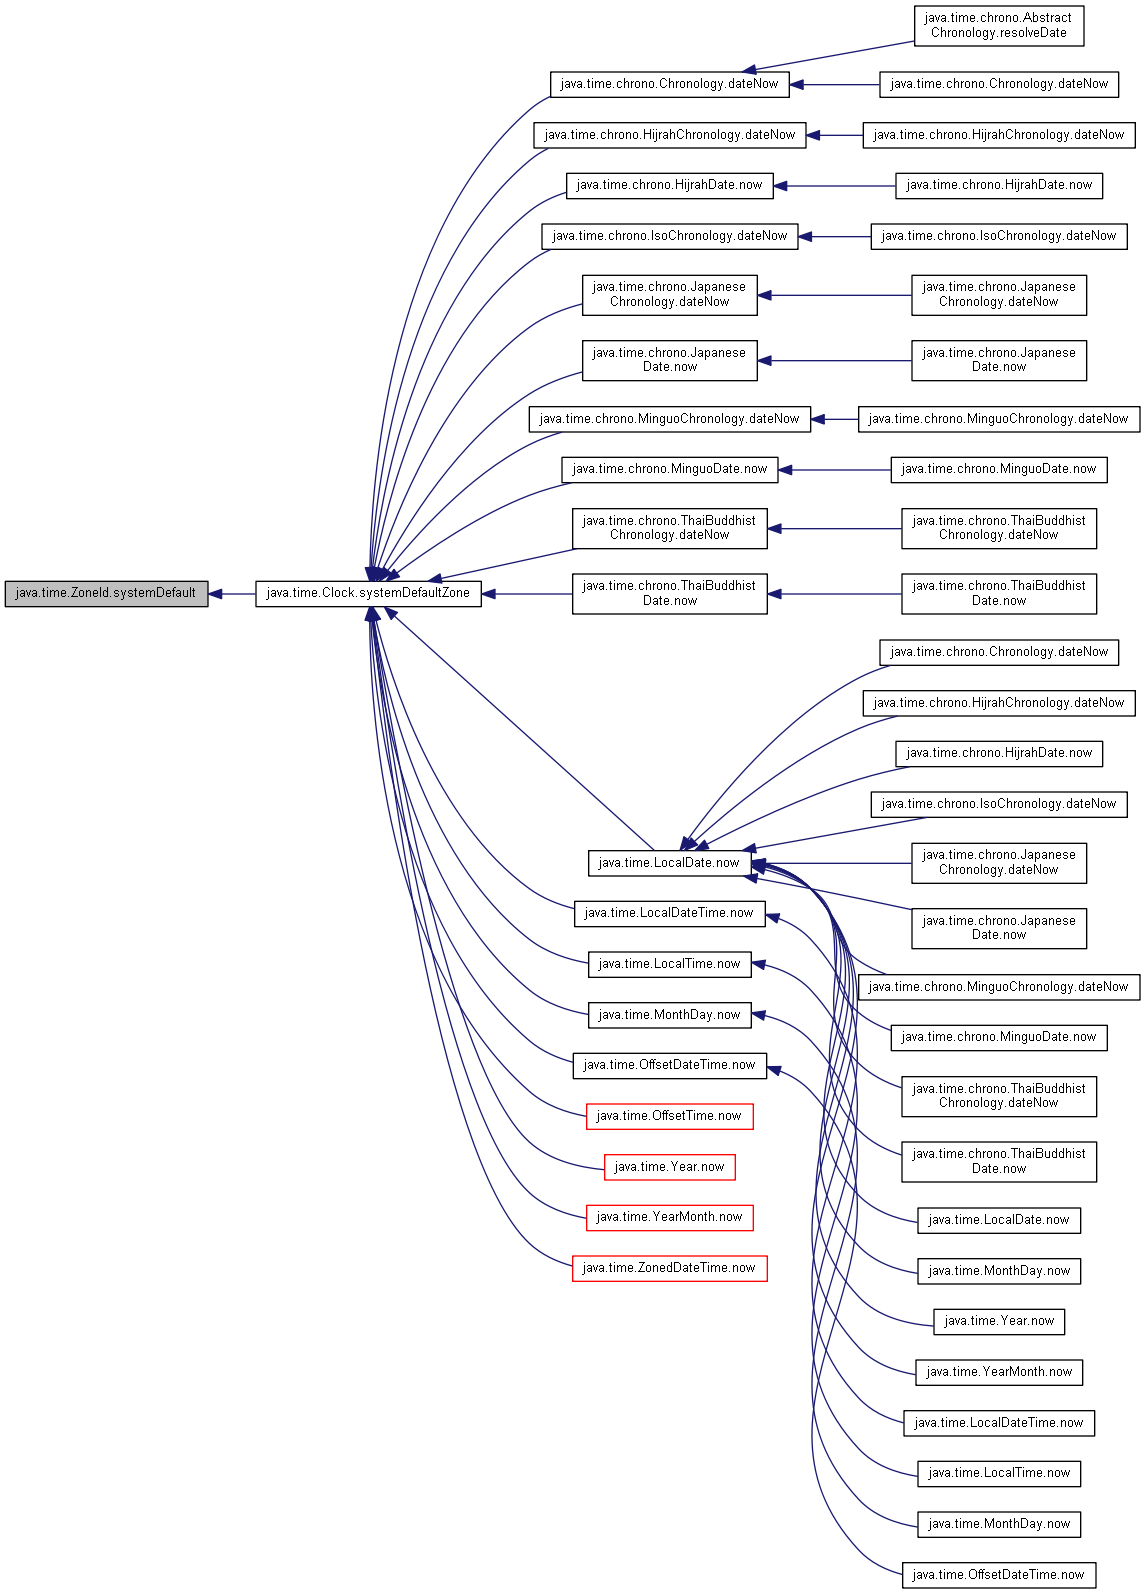 java.time.chrono.Abstract
Chronology.resolveDate
java.time.chrono.Chronology.dateNow
java.time.chrono.Chronology.dateNow
java.time.chrono.HijrahChronology.dateNow
java.time.chrono.HijrahChronology.dateNow
java.time.chrono.HijrahDate.now
java.time.chrono.HijrahDate.now
java.time.chrono.IsoChronology.dateNow
java.time.chrono.IsoChronology.dateNow
java.time.chrono.Japanese
Chronology.dateNow
java.time.chrono.Japanese
Chronology.dateNow
java.time.chrono.Japanese
Date.now
java.time.chrono.Japanese
Date.now
java.time.chrono.MinguoChronology.dateNow
java.time.chrono.MinguoChronology.dateNow
java.time.chrono.MinguoDate.now
java.time.chrono.MinguoDate.now
java.time.chrono.ThaiBuddhist
Chronology.dateNow
java.time.chrono.ThaiBuddhist
Chronology.dateNow
java.time.ZoneId.systemDefault
java.time.Clock.systemDefaultZone
java.time.chrono.ThaiBuddhist
Date.now
java.time.chrono.ThaiBuddhist
Date.now
java.time.chrono.Chronology.dateNow
java.time.chrono.HijrahChronology.dateNow
java.time.chrono.HijrahDate.now
java.time.chrono.IsoChronology.dateNow
java.time.LocalDate.now
java.time.chrono.Japanese
Chronology.dateNow
java.time.LocalDateTime.now
java.time.chrono.Japanese
Date.now
java.time.LocalTime.now
java.time.chrono.MinguoChronology.dateNow
java.time.MonthDay.now
java.time.chrono.MinguoDate.now
java.time.OffsetDateTime.now
java.time.chrono.ThaiBuddhist
Chronology.dateNow
java.time.OffsetTime.now
java.time.chrono.ThaiBuddhist
Date.now
java.time.Year.now
java.time.YearMonth.now
java.time.LocalDate.now
java.time.ZonedDateTime.now
java.time.MonthDay.now
java.time.Year.now
java.time.YearMonth.now
java.time.LocalDateTime.now
java.time.LocalTime.now
java.time.MonthDay.now
java.time.OffsetDateTime.now